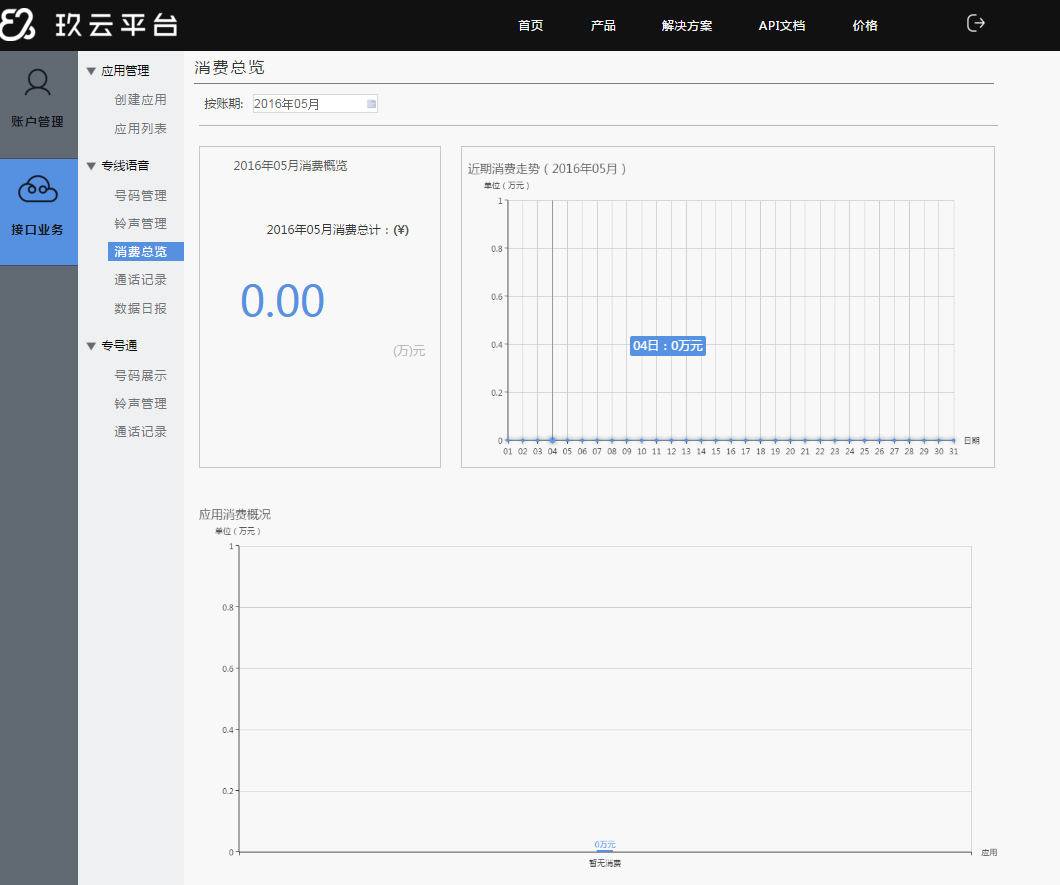 玖云平台
首页 产品 解决方案 API文档 价格
账户管理
接口业务
应用管理
创建应用
应用列表
专线语音
号码管理
铃声管理
消费总览
通话记录
数据日报
专号通
号码展示
铃声管理
通话记录
消费总览
按账期: 2016年05月
2016年05月消费概览
2016年05月消费总计：(¥)
0.00
(万)元
近期消费走势（2016年05月）
单位（万元）
1
0.8
0.6
0.4
0.2
0
04日：0万元
日期
01 02 03 04 05 06 07 08 09 10 11 12 13 14 15 16 17 18 19 20 21 22 23 24 25 26 27 28 29 30 31
应用消费概况
单位（万元）
1
0.8
0.6
0.4
0.2
0
0万元
应用
暂无消费